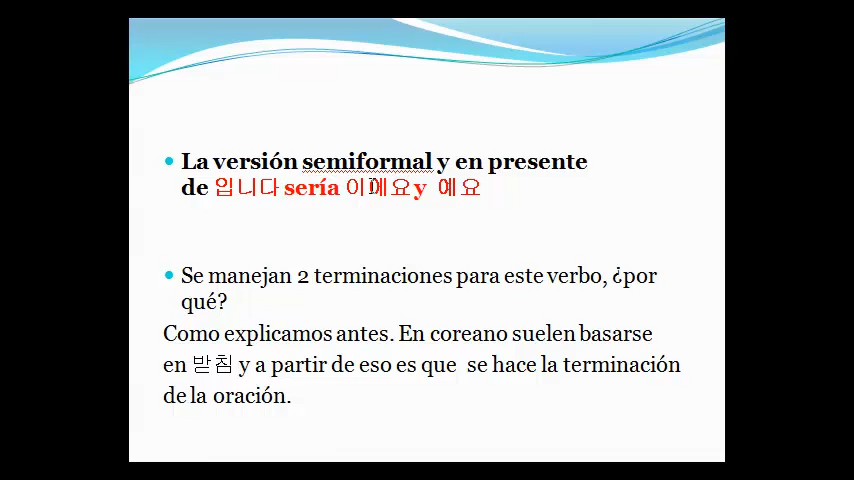 La versión semiformal y en presente
de 입니다 sería 이에요 y 예요
Se manejan 2 terminaciones para este verbo, ¿por
qué?
Como explicamos antes. En coreano suelen basarse
en 받침 y a partir de eso es que se hace la terminación
de la oración.